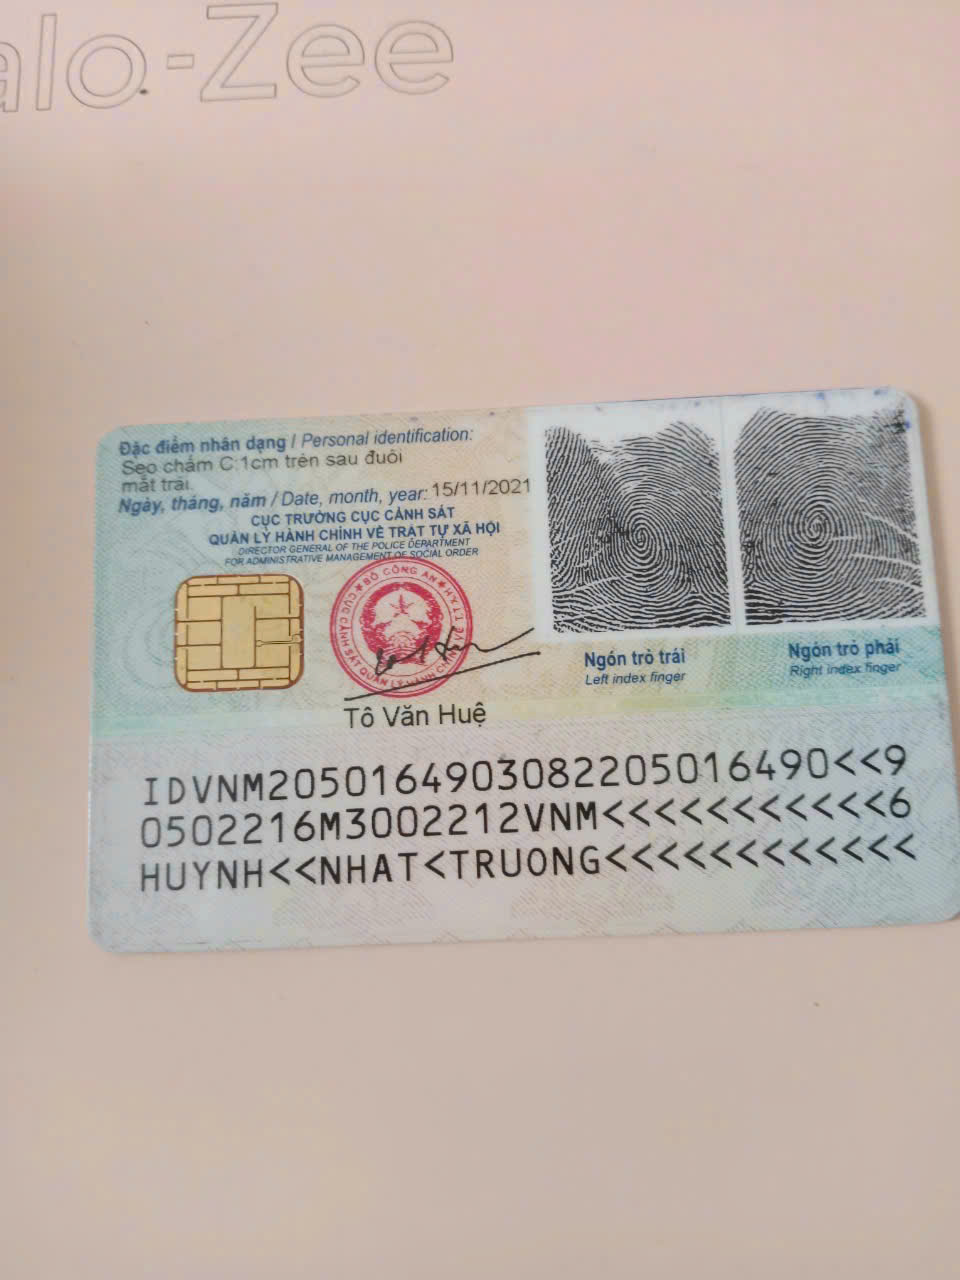 alo-Zee
Đặc điểm nhân dạng / Personal identification:
Sẹo chấm C:1cm trên sau đuôi
mắt trái.
Ngày, tháng, năm / Date, month, year: 15/11/2021
CỤC TRƯỞNG CỤC CẢNH SÁT
QUẢN LÝ HÀNH CHÍNH VỀ TRẬT TỰ XÃ HỘI
DIRECTOR GENERAL OF THE POLICE DEPARTMENT
FOR ADMINISTRATIVE MANAGEMENT OF SOCIAL ORDER
BỘ CÔNG AN
CỤC CẢNH SÁT QUẢN LÝ HÀNH CHÍNH VỀ TTXH
Tô Văn Huệ
Ngón trỏ trái
Left index finger
Ngón trỏ phải
Right index finger
IDVNM2050164903082205016490<<9
0502216M3002212VNM<<<<<<<<<<<6
HUYNH<<NHAT<TRUONG<<<<<<<<<<<<